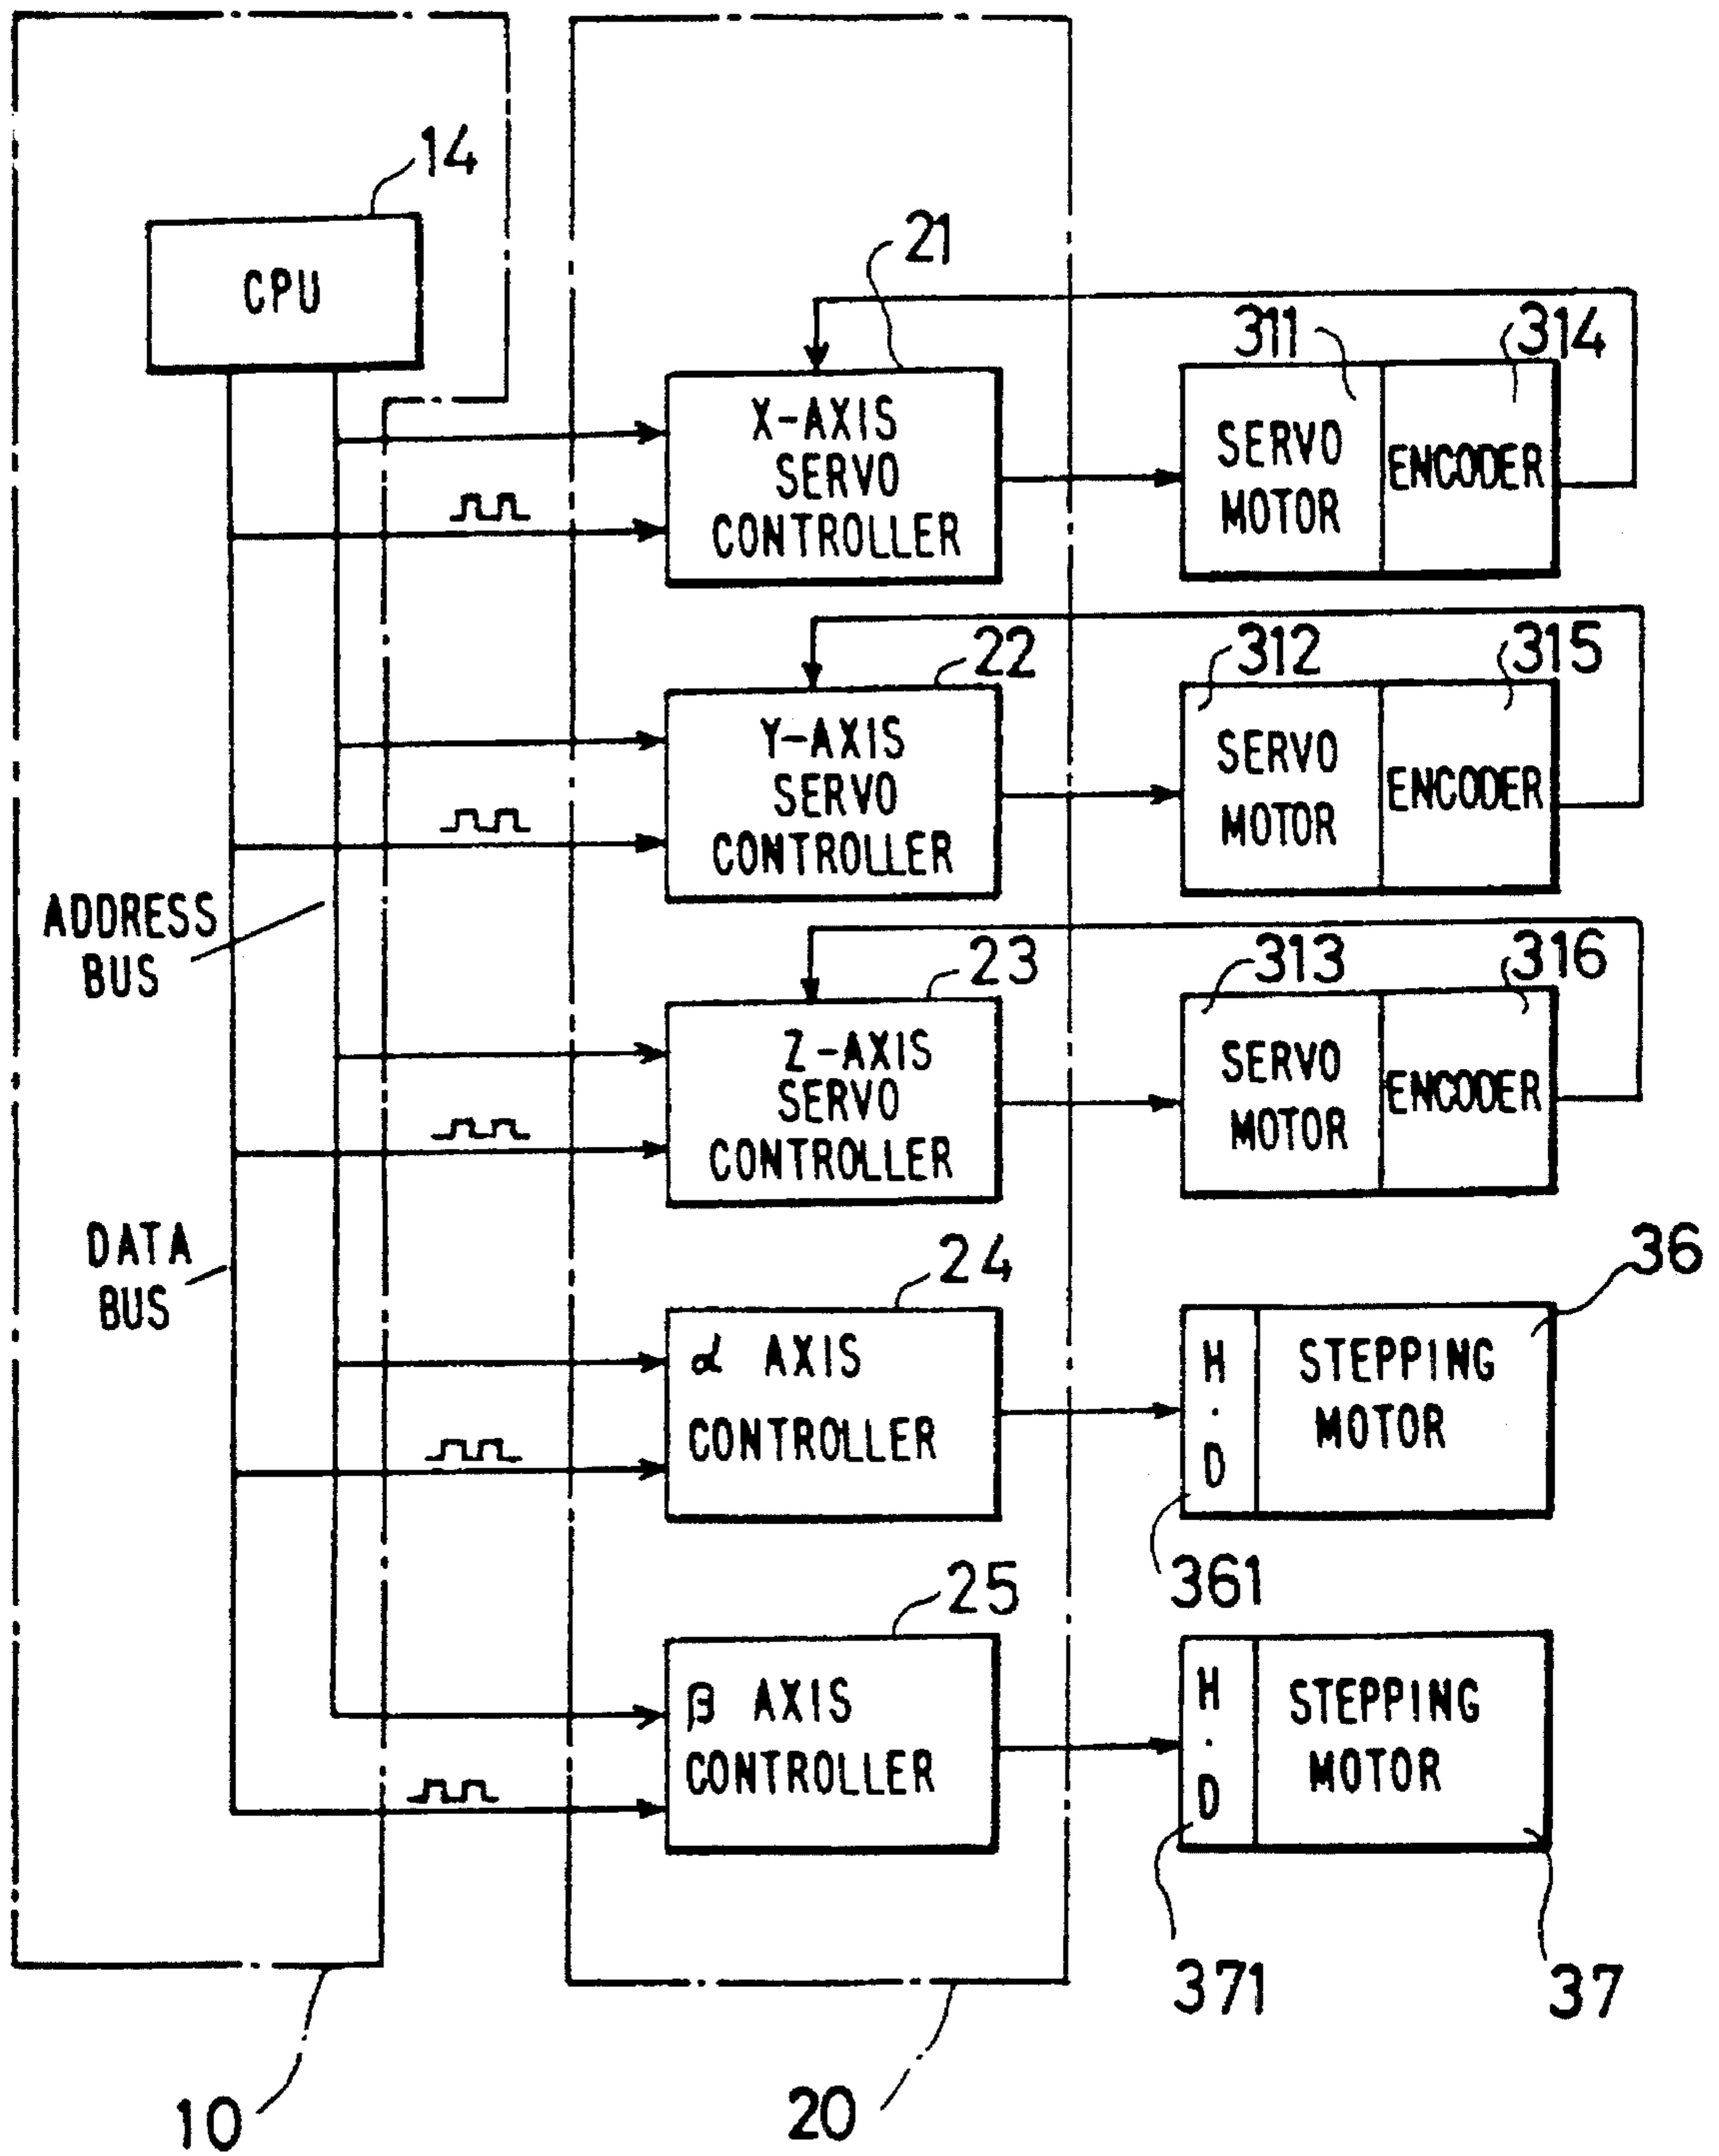 14
CPU
21
X-AXIS
SERVO
CONTROLLER
311
314
SERVO
MOTOR
ENCODER
22
Y-AXIS
SERVO
CONTROLLER
312
315
SERVO
MOTOR
ENCODER
ADDRESS
BUS
23
Z-AXIS
SERVO
CONTROLLER
313
316
SERVO
MOTOR
ENCODER
DATA
BUS
24
α AXIS
CONTROLLER
36
H
.
D
STEPPING
MOTOR
361
25
β AXIS
CONTROLLER
H
.
D
STEPPING
MOTOR
371
37
10
20